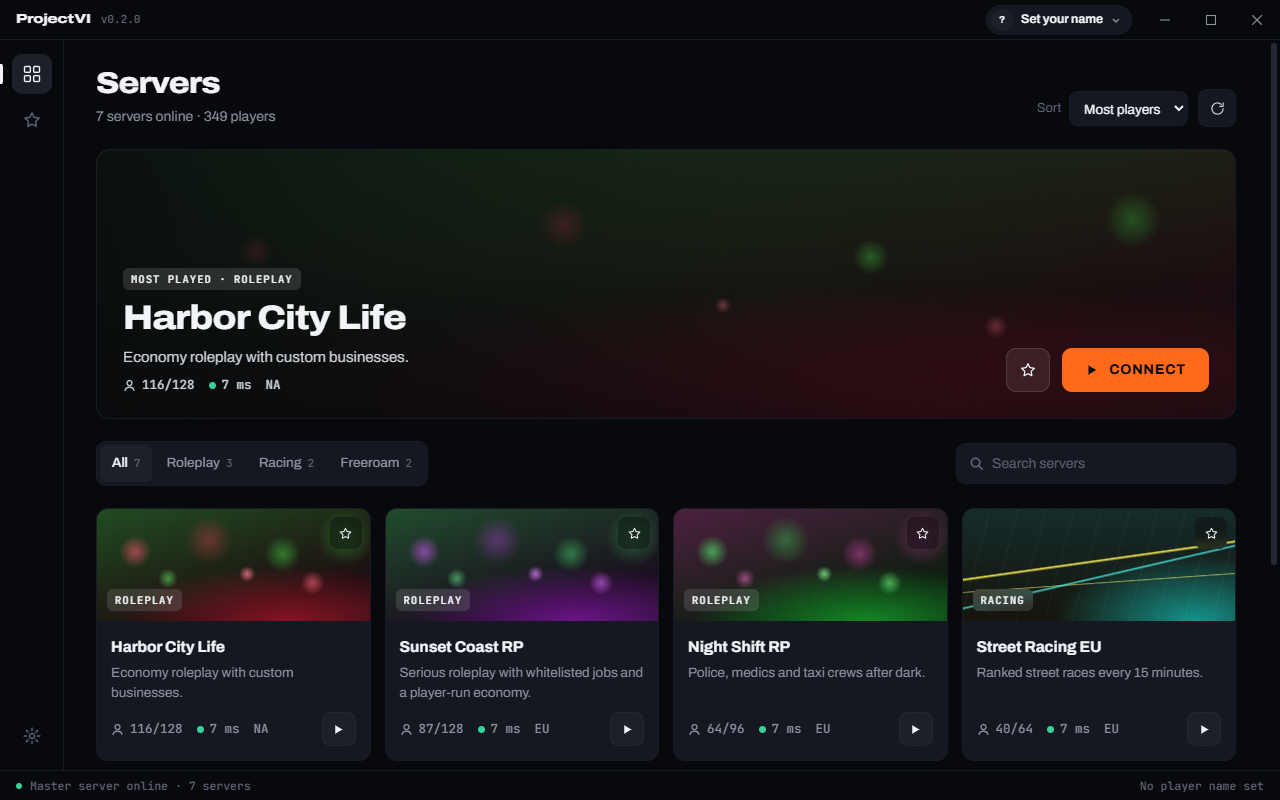 ProjectVI v0.2.0
? Set your name
Servers
7 servers online · 349 players
Sort Most players
MOST PLAYED · ROLEPLAY
Harbor City Life
Economy roleplay with custom businesses.
116/128 7 ms NA
CONNECT
All 7 Roleplay 3 Racing 2 Freeroam 2
Search servers
ROLEPLAY
Harbor City Life
Economy roleplay with custom
businesses.
116/128 7 ms NA
ROLEPLAY
Sunset Coast RP
Serious roleplay with whitelisted jobs and
a player-run economy.
87/128 7 ms EU
ROLEPLAY
Night Shift RP
Police, medics and taxi crews after dark.
64/96 7 ms EU
RACING
Street Racing EU
Ranked street races every 15 minutes.
40/64 7 ms EU
Master server online · 7 servers
No player name set